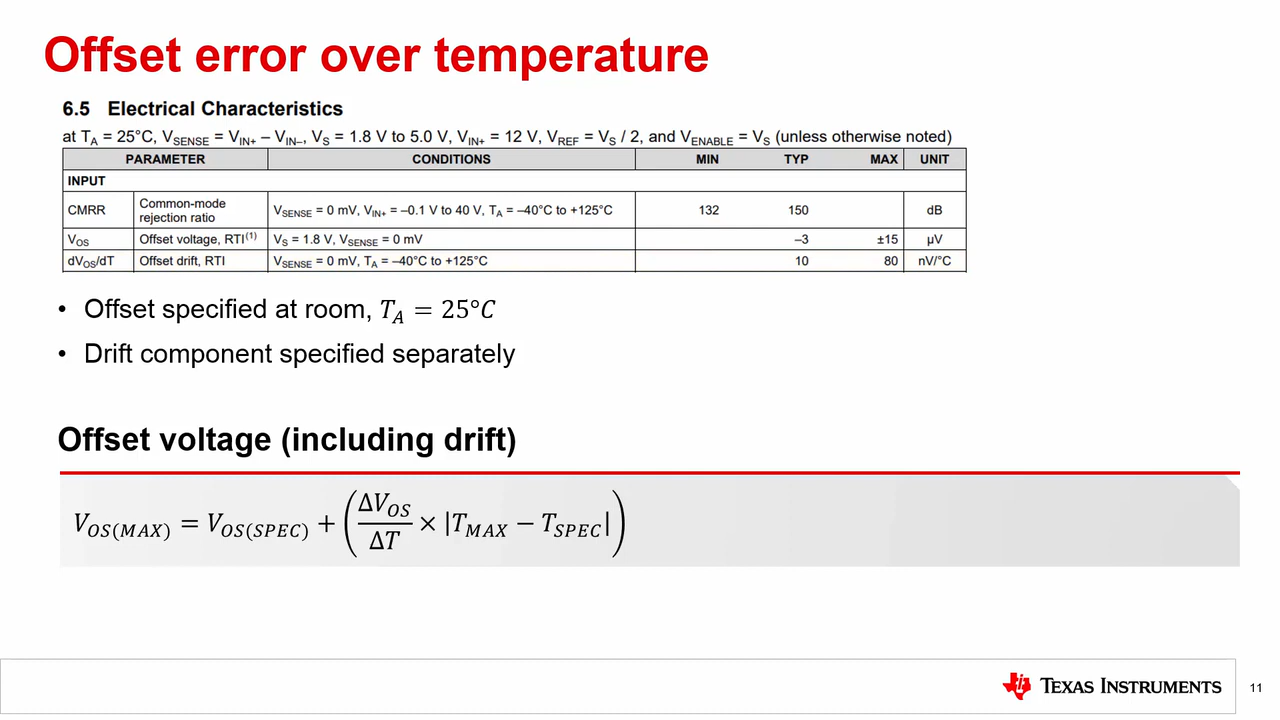 Offset error over temperature
6.5 Electrical Characteristics
at TA = 25°C, VSENSE = VIN+ – VIN–, VS = 1.8 V to 5.0 V, VIN+ = 12 V, VREF = VS / 2, and VENABLE = VS (unless otherwise noted)
PARAMETER CONDITIONS MIN TYP MAX UNIT
INPUT
CMRR Common-mode rejection ratio VSENSE = 0 mV, VIN+ = –0.1 V to 40 V, TA = –40°C to +125°C 132 150 dB
VOS Offset voltage, RTI(1) VS = 1.8 V, VSENSE = 0 mV –3 ±15 µV
dVOS/dT Offset drift, RTI VSENSE = 0 mV, TA = –40°C to +125°C 10 80 nV/°C
• Offset specified at room, TA = 25°C
• Drift component specified separately
Offset voltage (including drift)
VOS(MAX) = VOS(SPEC) + (ΔVOS/ΔT × |TMAX − TSPEC|)
TEXAS INSTRUMENTS
11